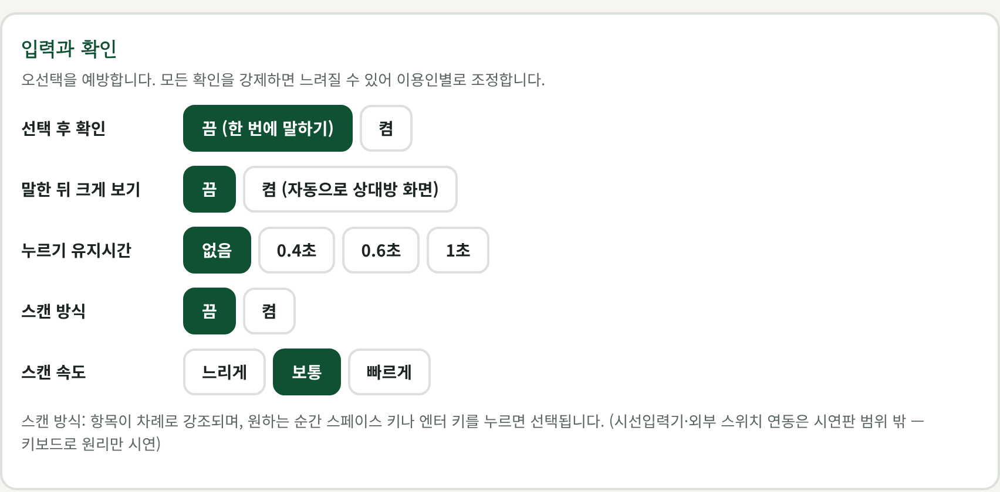 입력과 확인
오선택을 예방합니다. 모든 확인을 강제하면 느려질 수 있어 이용인별로 조정합니다.
선택 후 확인 끔 (한 번에 말하기) 켬
말한 뒤 크게 보기 끔 켬 (자동으로 상대방 화면)
누르기 유지시간 없음 0.4초 0.6초 1초
스캔 방식 끔 켬
스캔 속도 느리게 보통 빠르게
스캔 방식: 항목이 차례로 강조되며, 원하는 순간 스페이스 키나 엔터 키를 누르면 선택됩니다. (시선입력기·외부 스위치 연동은 시연판 범위 밖 —
키보드로 원리만 시연)